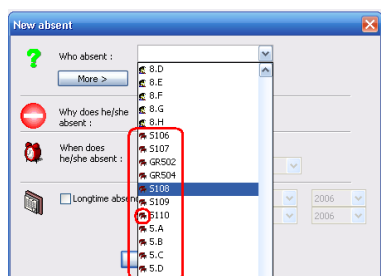 New absent
Who absent :
More >
8.D
8.E
8.F
8.G
8.H
Why does he/she
absent :
S106
S107
GR502
GR504
When does
he/she absent :
S108
S109
S110
Longtime absen
2006
2006
5.A
5.B
5.C
5.D